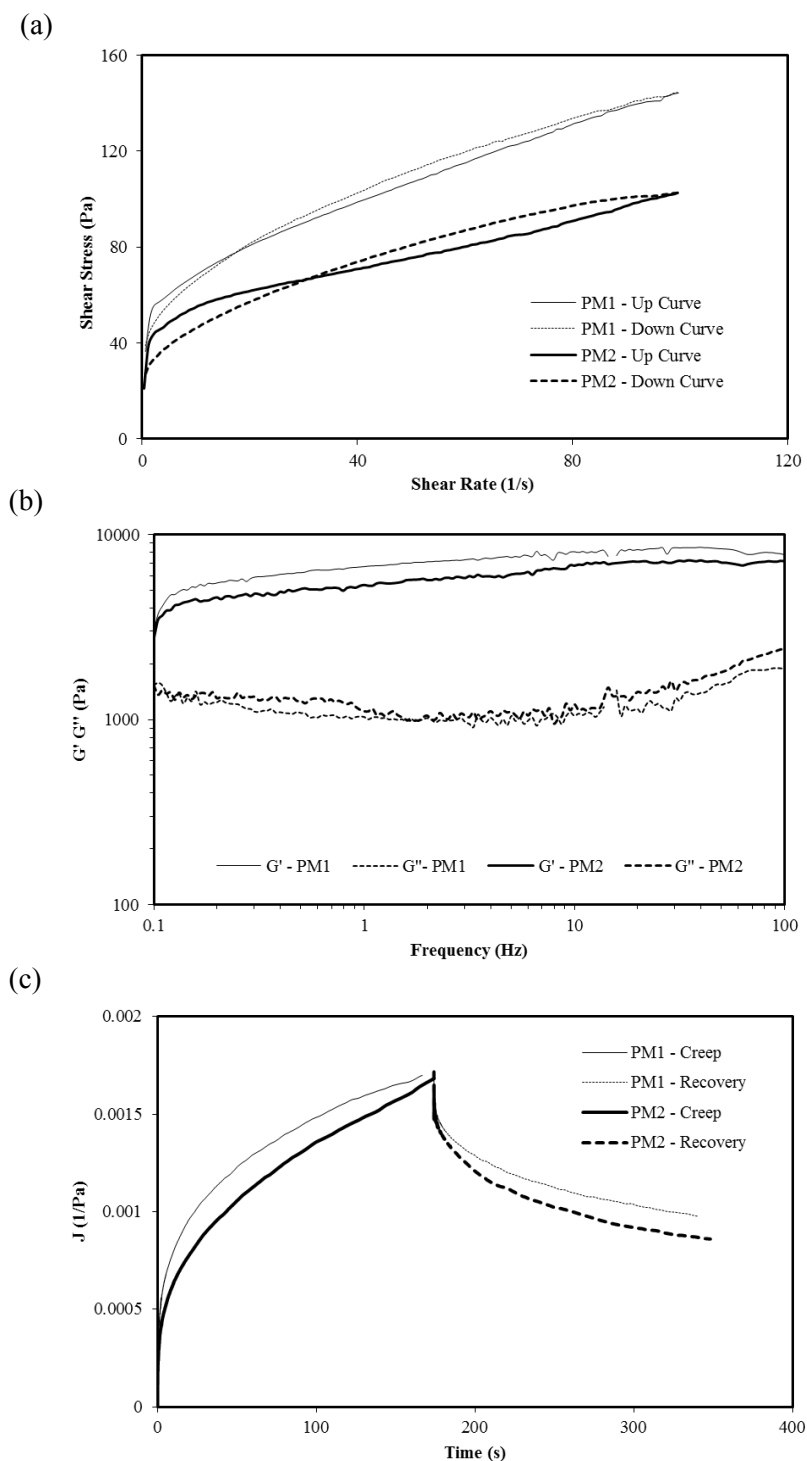 (a)
160
120
80
40
0
Shear Stress (Pa)
PM1 - Up Curve
PM1 - Down Curve
PM2 - Up Curve
PM2 - Down Curve
0 40 80 120
Shear Rate (1/s)
(b)
10000
1000
100
G' G" (Pa)
G' - PM1 G"- PM1 G' - PM2 G" - PM2
0.1 1 10 100
Frequency (Hz)
(c)
0.002
0.0015
0.001
0.0005
0
J (1/Pa)
PM1 - Creep
PM1 - Recovery
PM2 - Creep
PM2 - Recovery
0 100 200 300 400
Time (s)